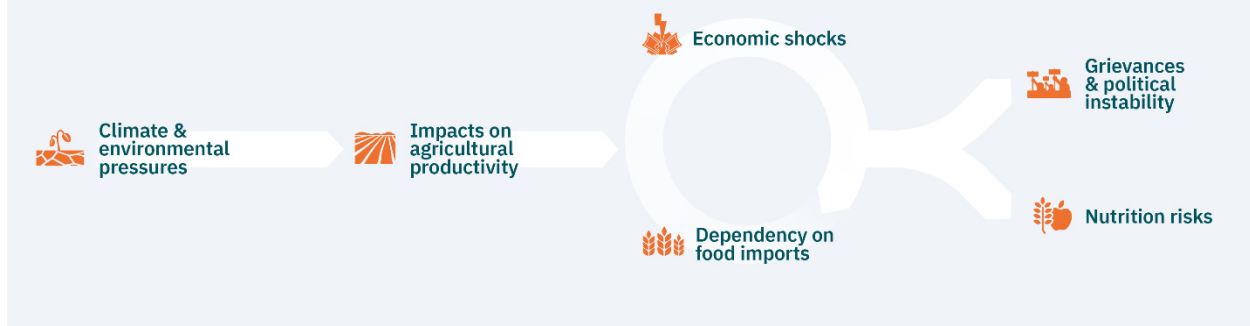 Climate &
environmental
pressures
Impacts on
agricultural
productivity
Economic shocks
Dependency on
food imports
Grievances
& political
instability
Nutrition risks